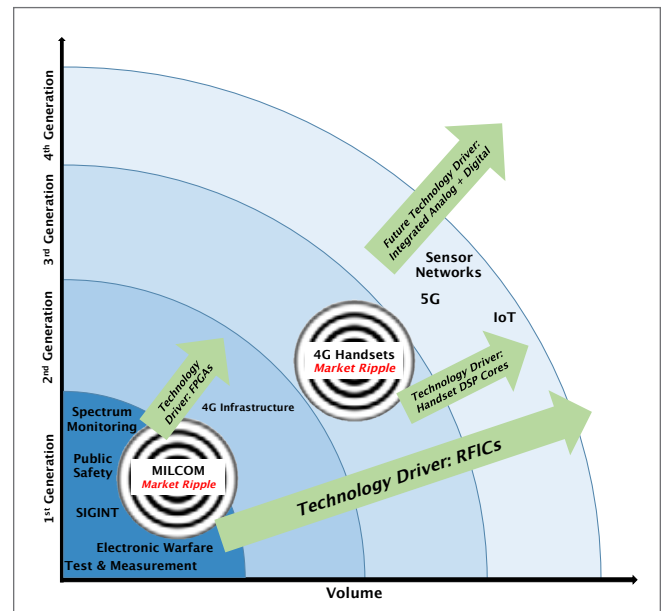 4th Generation
3rd Generation
2nd Generation
1st Generation
Future Technology Driver:
Integrated Analog + Digital
Sensor
Networks
5G
IoT
4G Handsets
Market Ripple
Technology Driver:
Handset DSP Cores
Technology
Driver: FPGAs
4G Infrastructure
Spectrum
Monitoring
Public
Safety
MILCOM
Market Ripple
SIGINT
Technology Driver: RFICs
Electronic Warfare
Test & Measurement
Volume